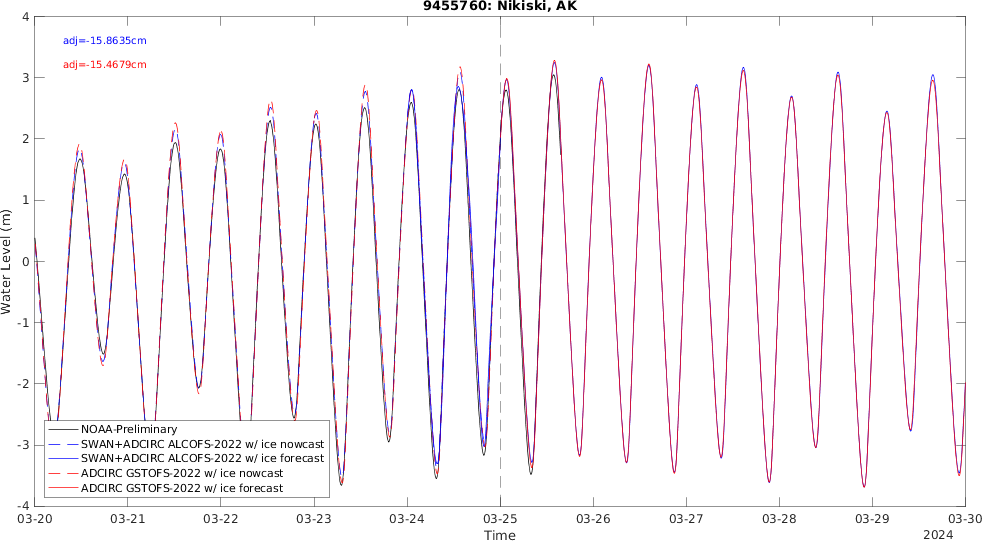 9455760: Nikiski, AK
adj=-15.8635cm
adj=-15.4679cm
Water Level (m)
4
3
2
1
0
-1
-2
-3
-4
NOAA-Preliminary
SWAN+ADCIRC ALCOFS-2022 w/ ice nowcast
SWAN+ADCIRC ALCOFS-2022 w/ ice forecast
ADCIRC GSTOFS-2022 w/ ice nowcast
ADCIRC GSTOFS-2022 w/ ice forecast
03-20 03-21 03-22 03-23 03-24 03-25 03-26 03-27 03-28 03-29 03-30
Time
2024